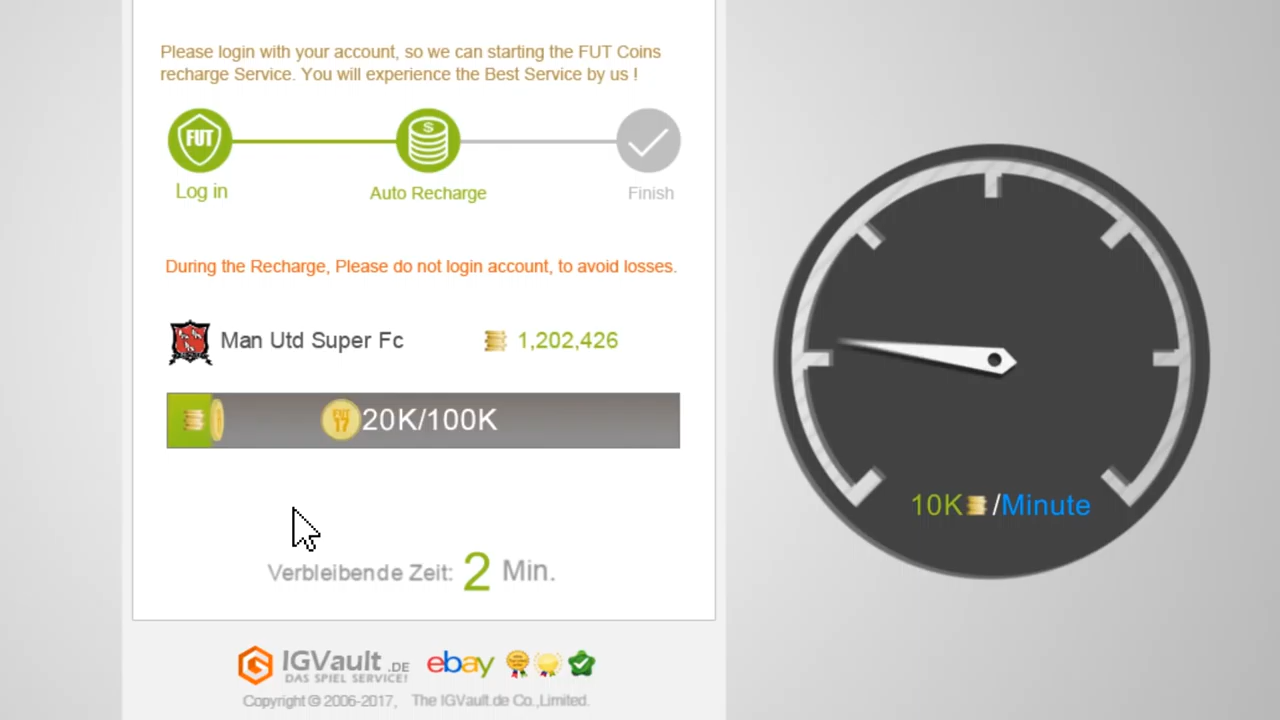 Please login with your account, so we can starting the FUT Coins
recharge Service. You will experience the Best Service by us !
FUT
$
Log in
Auto Recharge
Finish
During the Recharge, Please do not login account, to avoid losses.
Man Utd Super Fc
1,202,426
FUT
17
20K/100K
10K/Minute
Verbleibende Zeit: 2 Min.
IGVault .DE
DAS SPIEL SERVICE!
ebay
Copyright © 2006-2017, The IGVault.de Co.,Limited.